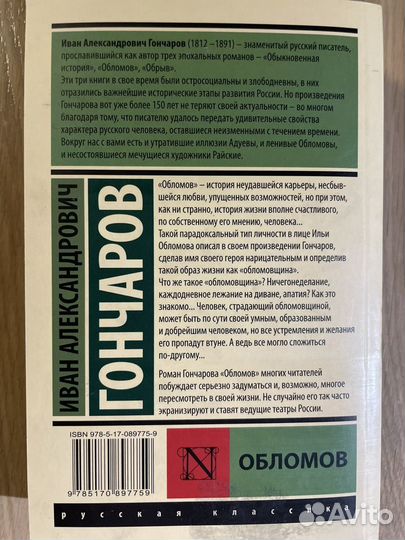 Иван Александрович Гончаров (1812 –1891) – знаменитый русский писатель,
прославившийся как автор трех эпохальных романов – «Обыкновенная
история», «Обломов», «Обрыв».
Эти три книги в свое время были остросоциальны и злободневны, в них
отразились важнейшие исторические этапы развития России. Но произведения
Гончарова вот уже более 150 лет не теряют своей актуальности – во многом
благодаря тому, что писателю удалось передать удивительные свойства
характера русского человека, оставшиеся неизменными с течением времени.
Вокруг нас с вами есть и утратившие иллюзии Адуевы, и ленивые Обломовы,
и несостоявшиеся мечущиеся художники Райские.
ИВАН АЛЕКСАНДРОВИЧ
ГОНЧАРОВ
«Обломов» – история неудавшейся карьеры, несбыв-
шейся любви, упущенных возможностей, но при этом,
как ни странно, история жизни вполне счастливого,
по собственному его мнению, человека...
Такой парадоксальный тип личности в лице Ильи
Обломова описал в своем произведении Гончаров,
сделав имя своего героя нарицательным и определив
такой образ жизни как «обломовщина».
Что же такое «обломовщина»? Ничегонеделание,
каждодневное лежание на диване, апатия? Как это
знакомо... Человек, страдающий обломовщиной,
может быть по сути своей умным, образованным
и добрейшим человеком, но все устремления и желания
его пропадут втуне. А ведь все могло сложиться
по-другому...
Роман Гончарова «Обломов» многих читателей
побуждает серьезно задуматься и, возможно, многое
пересмотреть в своей жизни. Не случайно его так часто
экранизируют и ставят ведущие театры России.
ISBN 978-5-17-089775-9
9 785170 897759
N
ОБЛОМОВ
русская классика
Avito